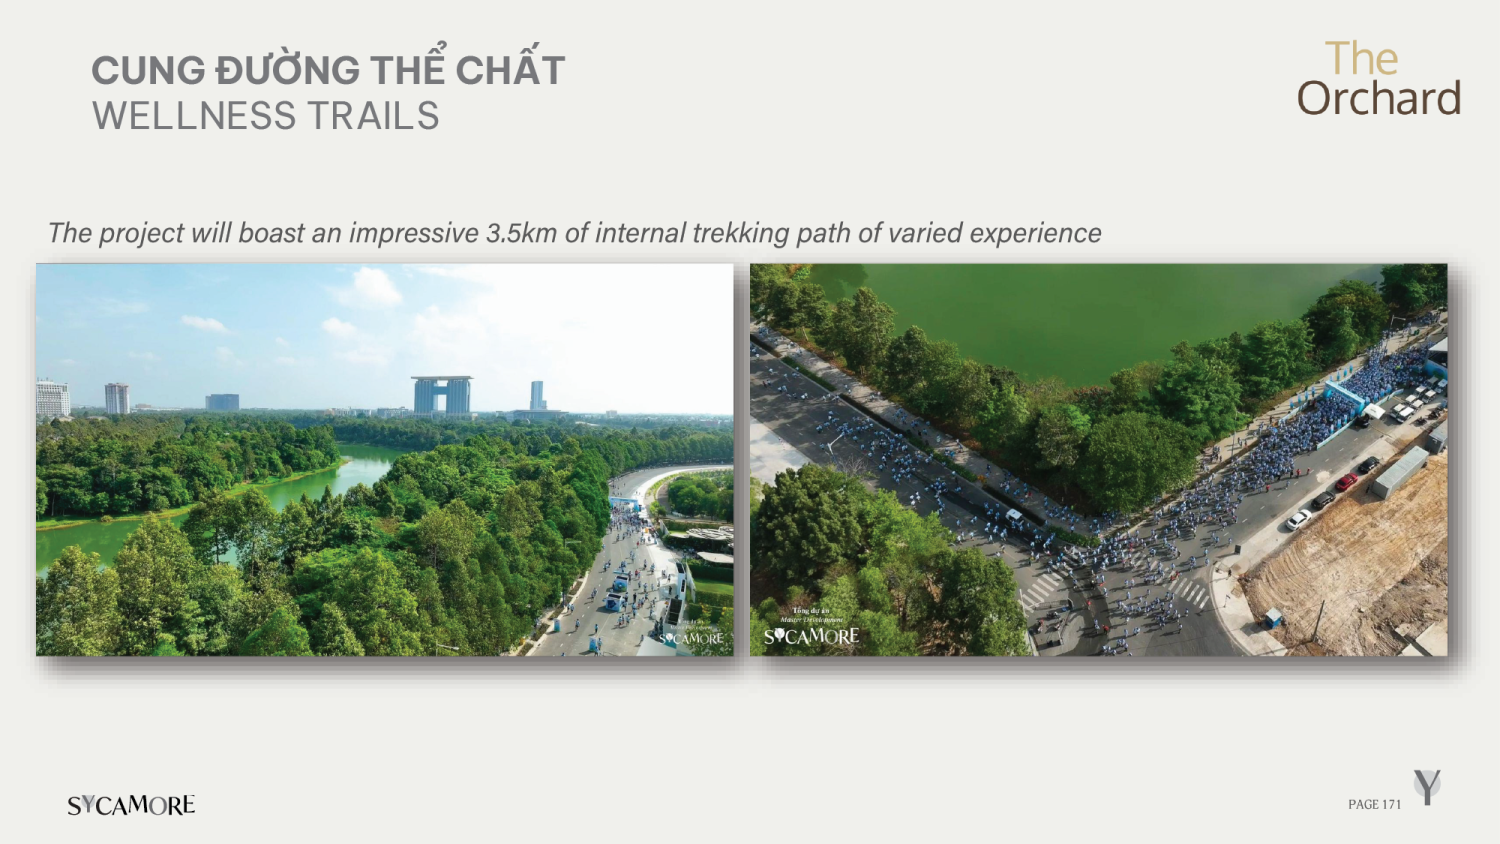 CUNG ĐƯỜNG THỂ CHẤT
WELLNESS TRAILS
The
Orchard
The project will boast an impressive 3.5km of internal trekking path of varied experience
SYCAMORE
Tổng dự án
Master Development
SYCAMORE
SYCAMORE
PAGE 171
Y